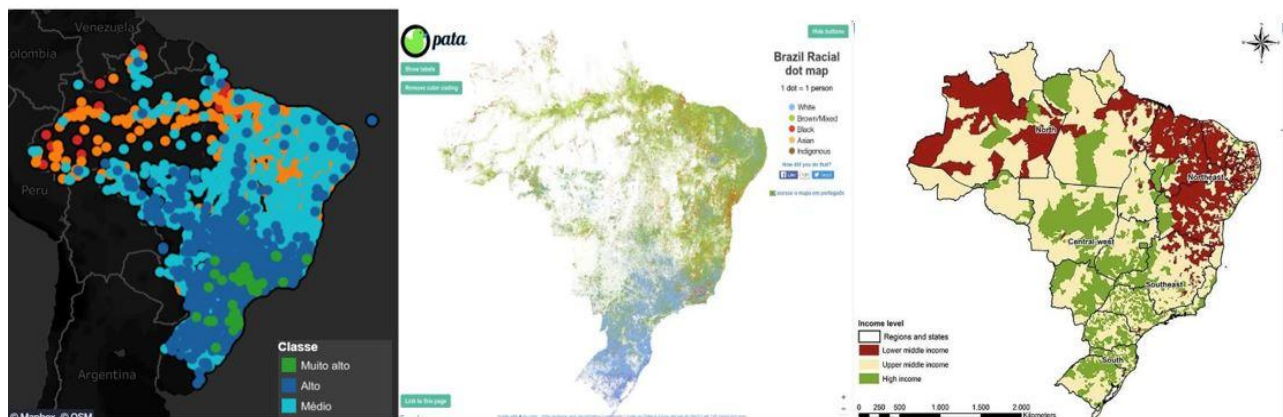 Venezuela
Colombia
Peru
Argentina
Classe
Muito alto
Alto
Médio
© Mapbox © OSM
pata
Show labels
Remove color coding
Hide buttons
Brazil Racial
dot map
1 dot = 1 person
White
Brown/Mixed
Black
Asian
Indigenous
How did you do that?
Link to this page
North
Northeast
Central-west
Southeast
South
Income level
Regions and states
Lower middle income
Upper middle income
High income
0 250 500 1.000 1.500 2.000
Kilometers